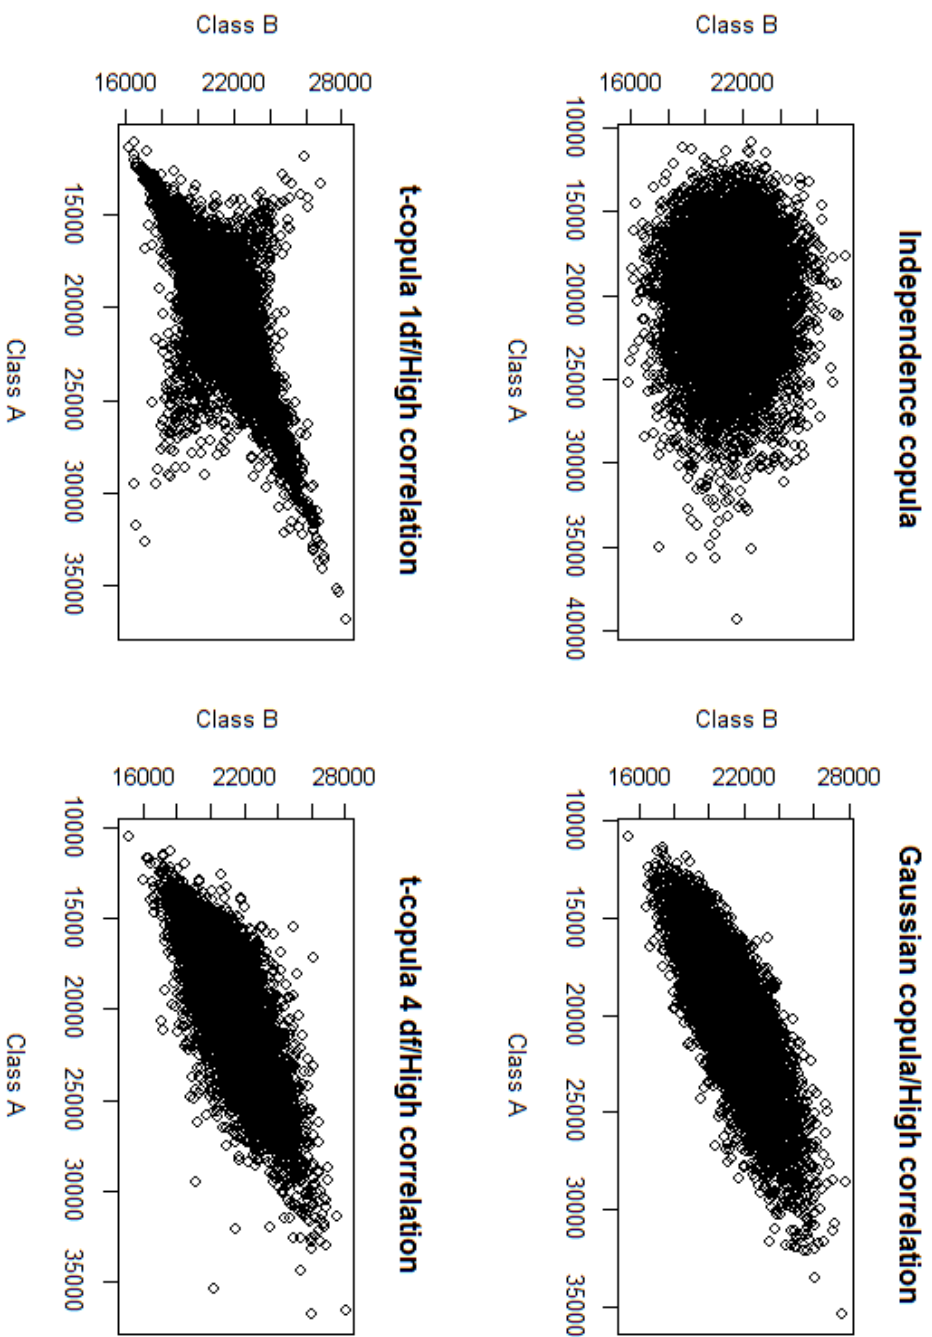 Independence copula
Class B
16000 22000
10000 15000 20000 25000 30000 35000 40000
Class A
Gaussian copula/High correlation
Class B
16000 22000 28000
10000 15000 20000 25000 30000 35000
Class A
t-copula 1df/High correlation
Class B
16000 22000 28000
15000 20000 25000 30000 35000
Class A
t-copula 4 df/High correlation
Class B
16000 22000 28000
10000 15000 20000 25000 30000 35000
Class A